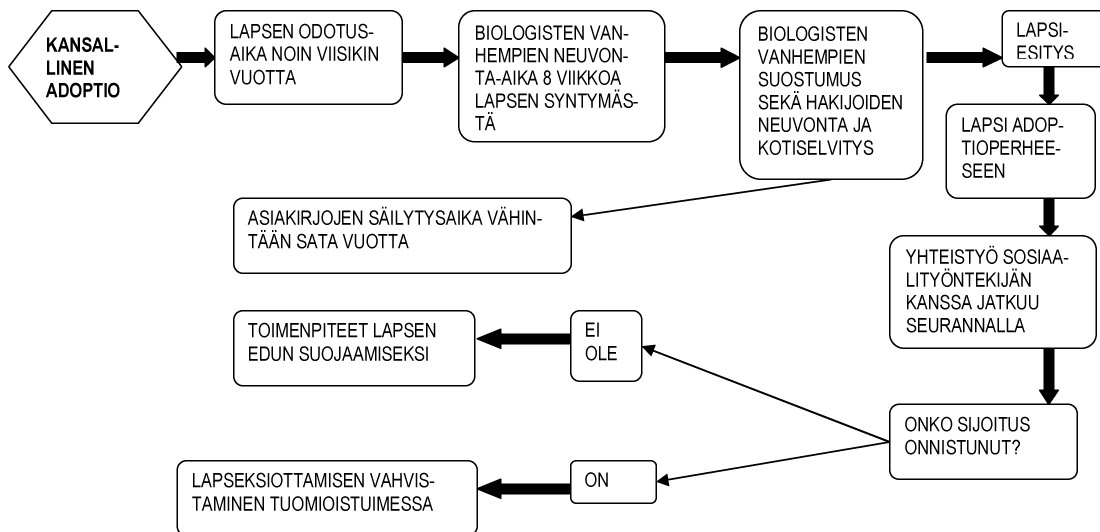 KANSAL-
LINEN
ADOPTIO
LAPSEN ODOTUS-
AIKA NOIN VIISIKIN
VUOTTA
BIOLOGISTEN VAN-
HEMPIEN NEUVON-
TA-AIKA 8 VIIKKOA
LAPSEN SYNTYMÄS-
TÄ
BIOLOGISTEN
VANHEMPIEN
SUOSTUMUS
SEKÄ HAKIJOIDEN
NEUVONTA JA
KOTISELVITYS
LAPSI-
ESITYS
LAPSI ADOP-
TIOPERHEE-
SEEN
ASIAKIRJOJEN SÄILYTYSAIKA VÄHIN-
TÄÄN SATA VUOTTA
YHTEISTYÖ SOSIAA-
LITYÖNTEKIJÄN
KANSSA JATKUU
SEURANNALLA
TOIMENPITEET LAPSEN
EDUN SUOJAAMISEKSI
EI
OLE
ONKO SIJOITUS
ONNISTUNUT?
LAPSEKSIOTTAMISEN VAHVIS-
TAMINEN TUOMIOISTUIMESSA
ON